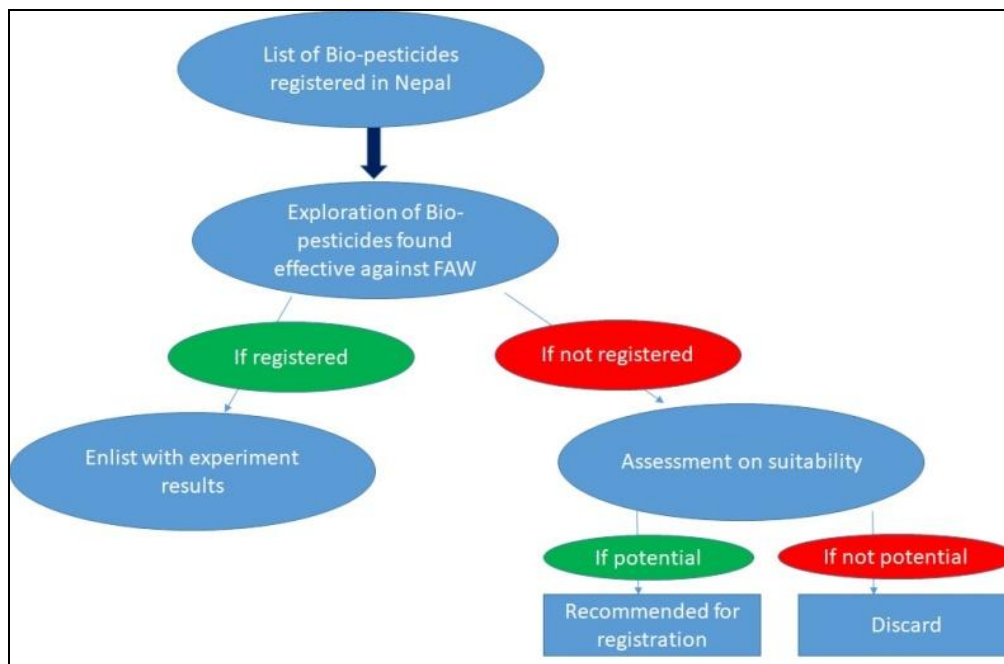 List of Bio-pesticides
registered in Nepal
Exploration of Bio-
pesticides found
effective against FAW
If registered
If not registered
Enlist with experiment
results
Assessment on suitability
If potential
If not potential
Recommended for
registration
Discard